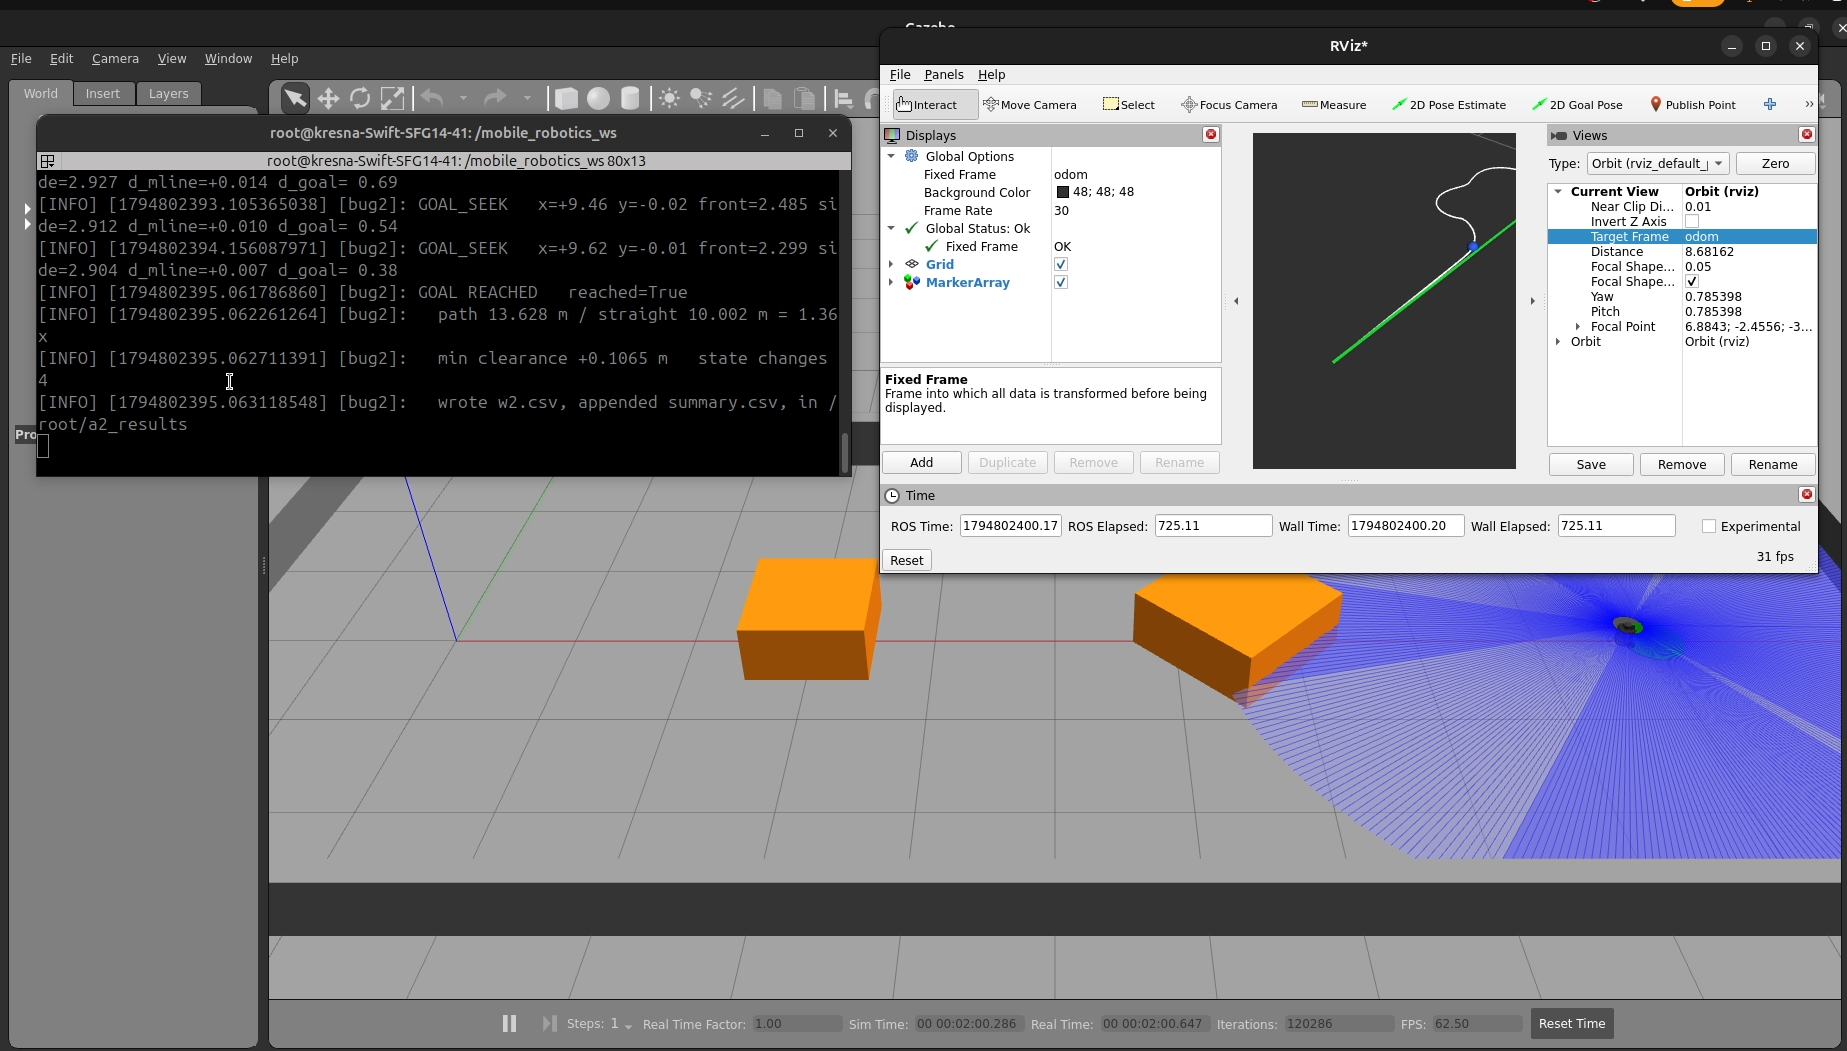 Gazebo
File Edit Camera View Window Help
World Insert Layers
root@kresna-Swift-SFG14-41: /mobile_robotics_ws
root@kresna-Swift-SFG14-41: /mobile_robotics_ws 80x13
de=2.927 d_mline=+0.014 d_goal= 0.69
[INFO] [1794802393.105365038] [bug2]: GOAL_SEEK   x=+9.46 y=-0.02 front=2.485 si
de=2.912 d_mline=+0.010 d_goal= 0.54
[INFO] [1794802394.156087971] [bug2]: GOAL_SEEK   x=+9.62 y=-0.01 front=2.299 si
de=2.904 d_mline=+0.007 d_goal= 0.38
[INFO] [1794802395.061786860] [bug2]: GOAL REACHED   reached=True
[INFO] [1794802395.062261264] [bug2]:   path 13.628 m / straight 10.002 m = 1.36
x
[INFO] [1794802395.062711391] [bug2]:   min clearance +0.1065 m   state changes
4
[INFO] [1794802395.063118548] [bug2]:   wrote w2.csv, appended summary.csv, in /
root/a2_results
Pro
RViz*
File Panels Help
Interact Move Camera Select Focus Camera Measure 2D Pose Estimate 2D Goal Pose Publish Point
Displays
Global Options
Fixed Frame odom
Background Color 48; 48; 48
Frame Rate 30
Global Status: Ok
Fixed Frame OK
Grid
MarkerArray
Fixed Frame
Frame into which all data is transformed before being
displayed.
Add Duplicate Remove Rename
Views
Type: Orbit (rviz_default_ Zero
Current View Orbit (rviz)
Near Clip Di... 0.01
Invert Z Axis
Target Frame odom
Distance 8.68162
Focal Shape... 0.05
Focal Shape...
Yaw 0.785398
Pitch 0.785398
Focal Point 6.8843; -2.4556; -3...
Orbit Orbit (rviz)
Save Remove Rename
Time
ROS Time: 1794802400.17 ROS Elapsed: 725.11 Wall Time: 1794802400.20 Wall Elapsed: 725.11 Experimental
Reset 31 fps
Steps: 1 Real Time Factor: 1.00 Sim Time: 00 00:02:00.286 Real Time: 00 00:02:00.647 Iterations: 120286 FPS: 62.50 Reset Time